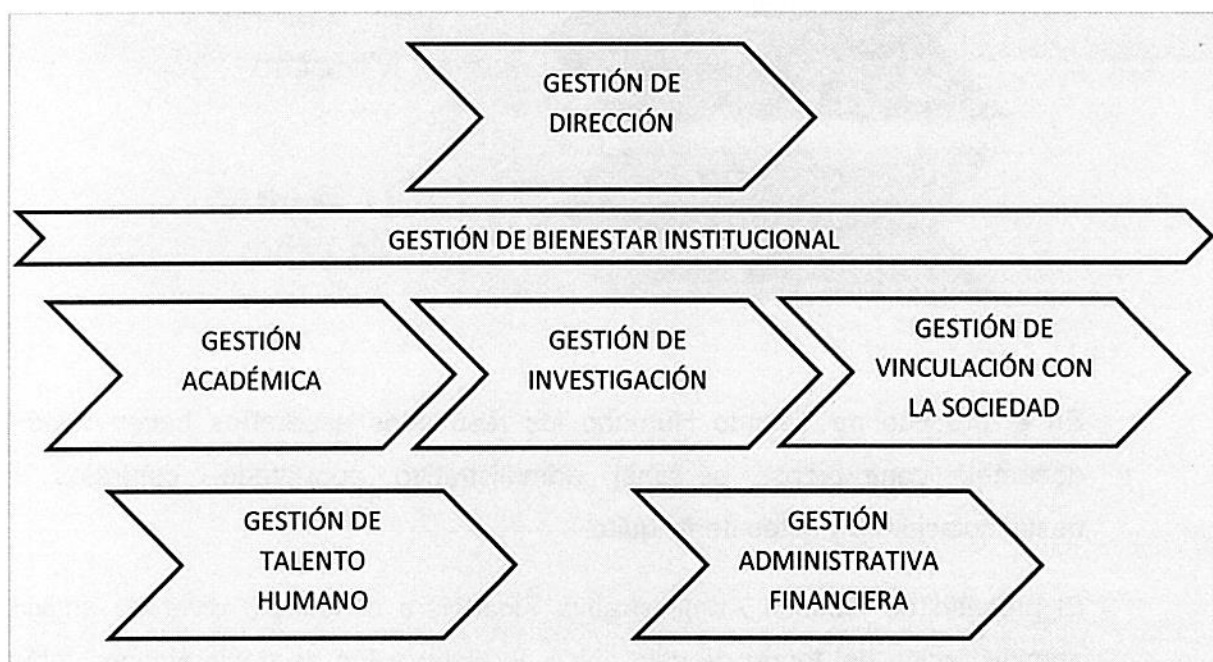 GESTIÓN DE
DIRECCIÓN
GESTIÓN DE BIENESTAR INSTITUCIONAL
GESTIÓN
ACADÉMICA
GESTIÓN DE
INVESTIGACIÓN
GESTIÓN DE
VINCULACIÓN CON
LA SOCIEDAD
GESTIÓN DE
TALENTO
HUMANO
GESTIÓN
ADMINISTRATIVA
FINANCIERA